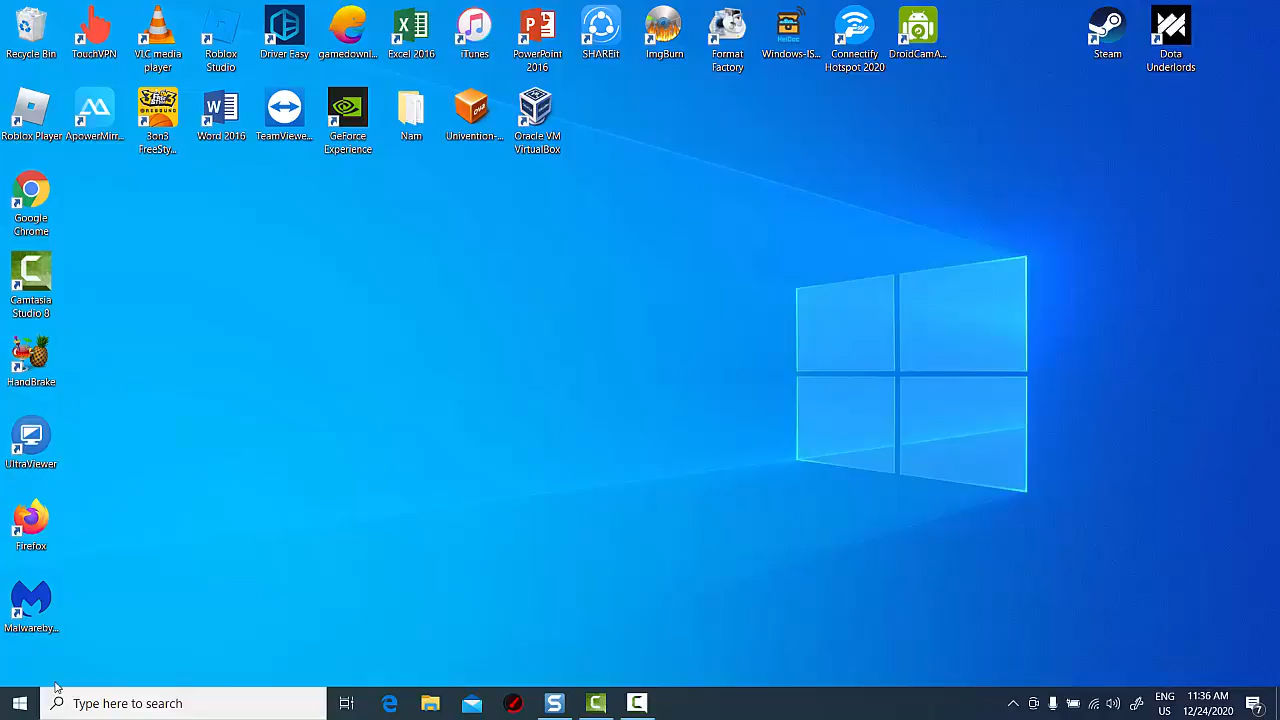 Recycle Bin
TouchVPN
VLC media
player
Roblox
Studio
Driver Easy
gamedownl...
Excel 2016
iTunes
PowerPoint
2016
SHAREit
ImgBurn
Format
Factory
Windows-IS...
Connectify
Hotspot 2020
DroidCamA...
Steam
Dota
Underlords
Roblox Player
ApowerMirr...
3on3
FreeSty...
Word 2016
TeamViewe...
GeForce
Experience
Nam
Univention-...
Oracle VM
VirtualBox
Google
Chrome
Camtasia
Studio 8
HandBrake
UltraViewer
Firefox
Malwareby...
Type here to search
ENG
US
11:36 AM
12/24/2020
7